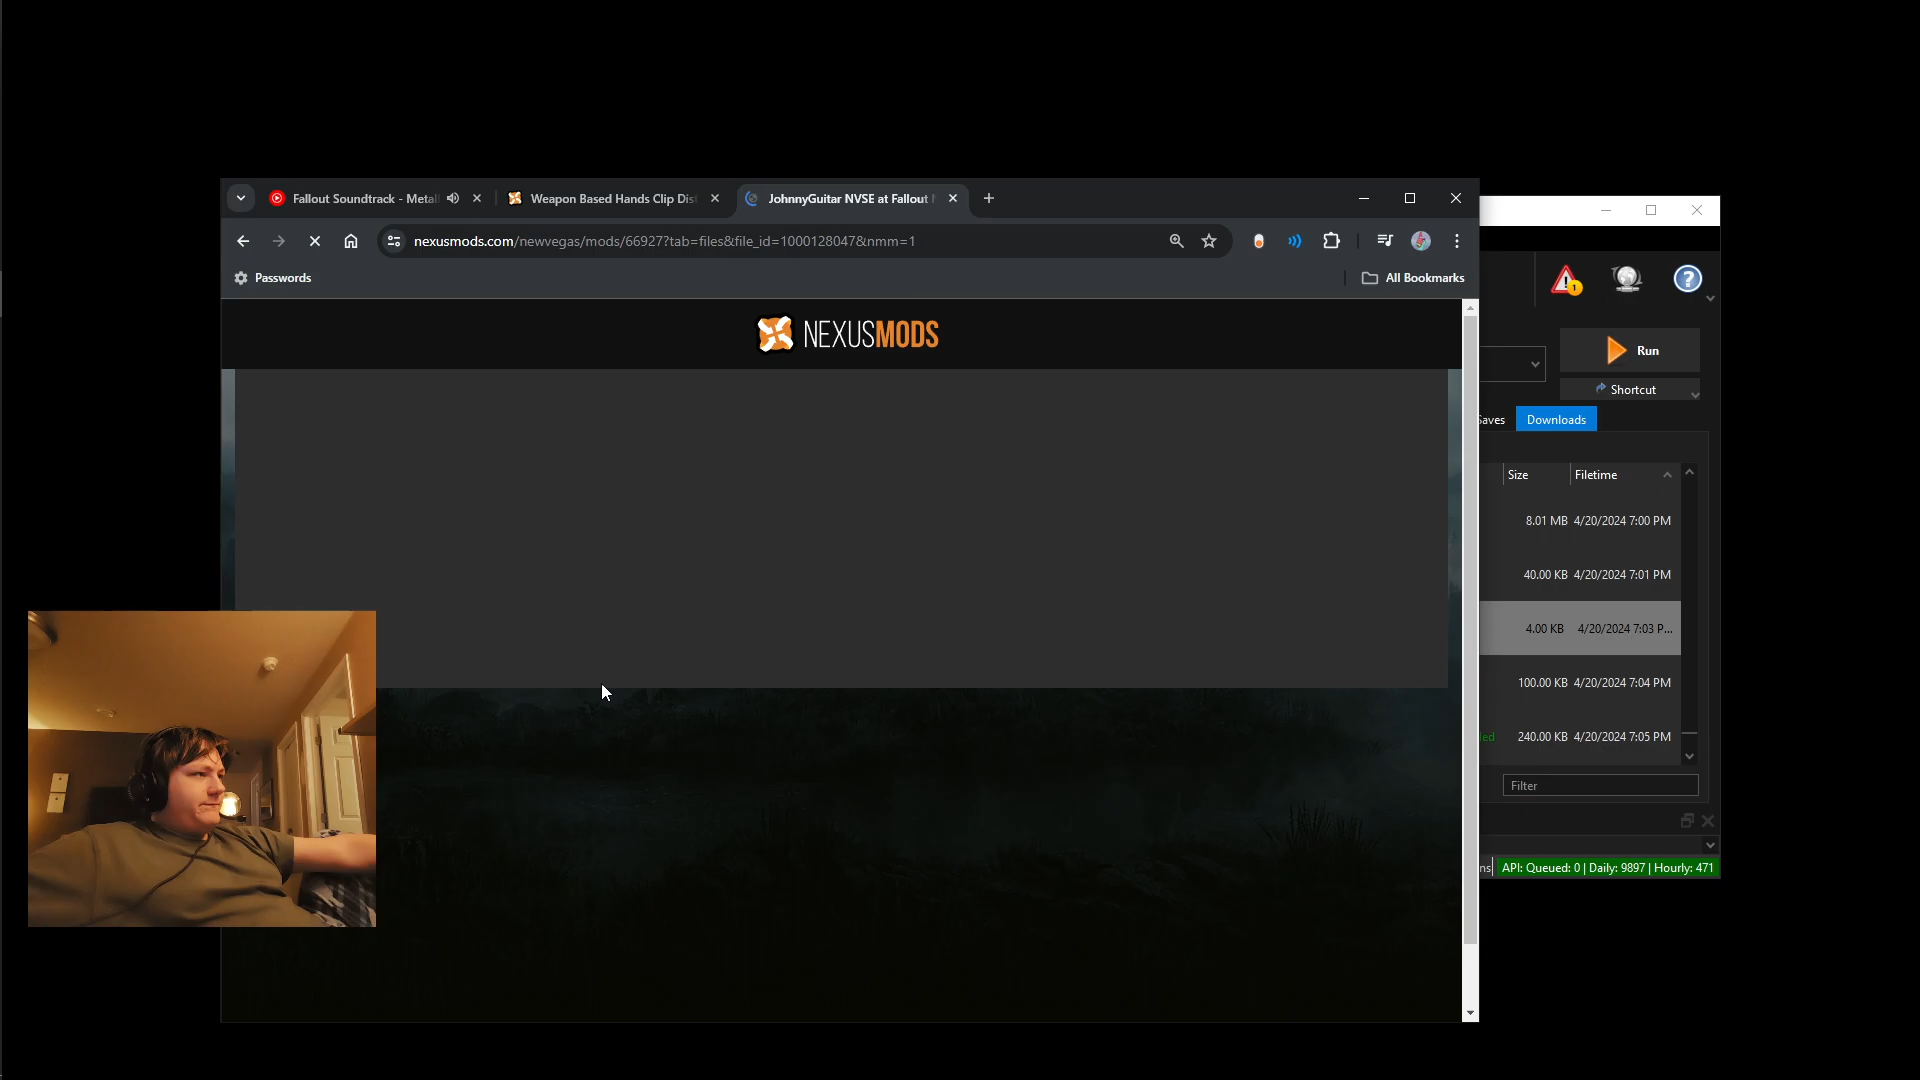 Fallout Soundtrack - Metal
Weapon Based Hands Clip Dis
JohnnyGuitar NVSE at Fallout
nexusmods.com/newvegas/mods/66927?tab=files&file_id=1000128047&nmm=1
Passwords
All Bookmarks
NEXUSMODS
1
?
Run
Shortcut
Saves
Downloads
Size
Filetime
8.01 MB 4/20/2024 7:00 PM
40.00 KB 4/20/2024 7:01 PM
4.00 KB 4/20/2024 7:03 P...
100.00 KB 4/20/2024 7:04 PM
led 240.00 KB 4/20/2024 7:05 PM
Filter
ns API: Queued: 0 | Daily: 9897 | Hourly: 471